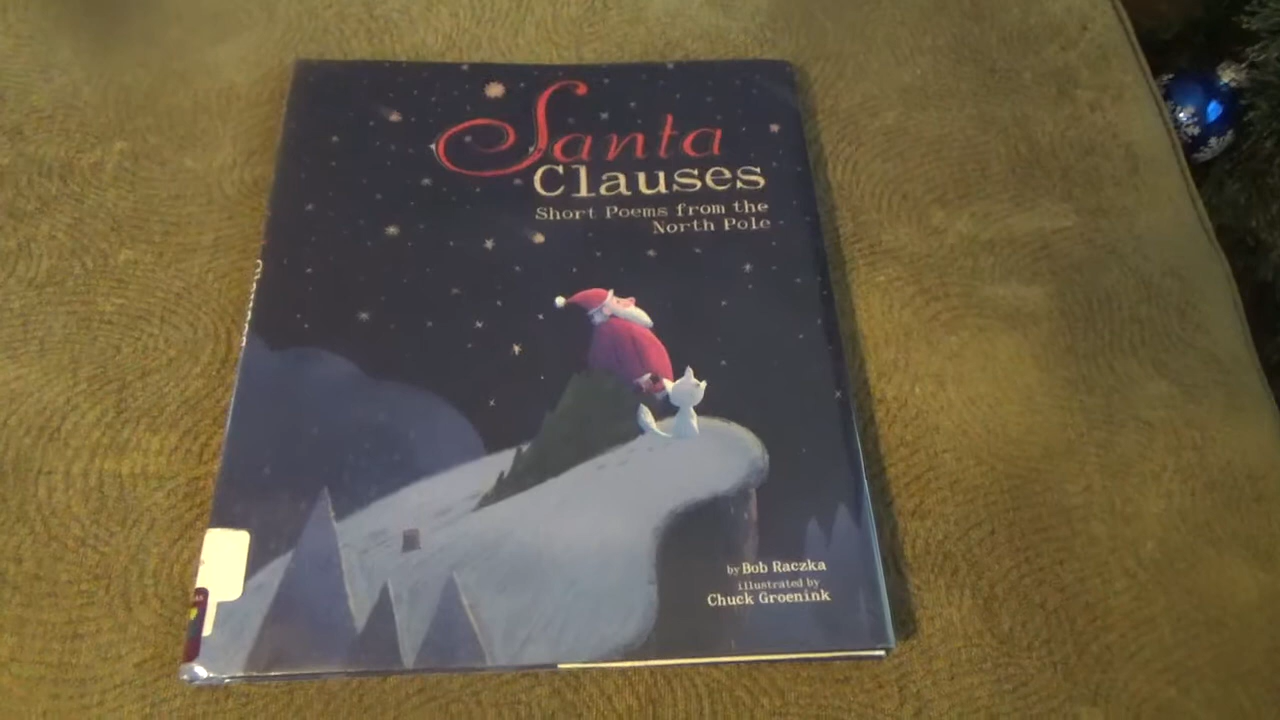 Santa
Clauses
Short Poems from the
North Pole
by Bob Raczka
illustrated by
Chuck Groenink